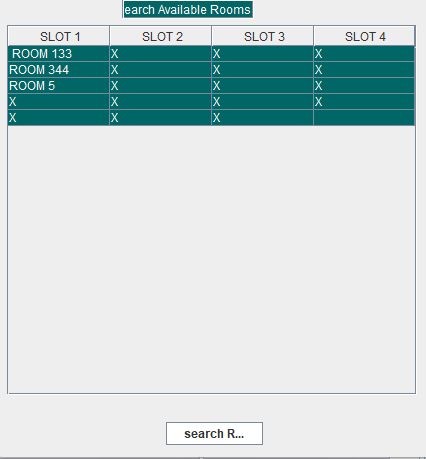 earch Available Rooms
SLOT 1 SLOT 2 SLOT 3 SLOT 4
ROOM 133 X X X
ROOM 344 X X X
ROOM 5 X X X
X X X X
X X X
search R...